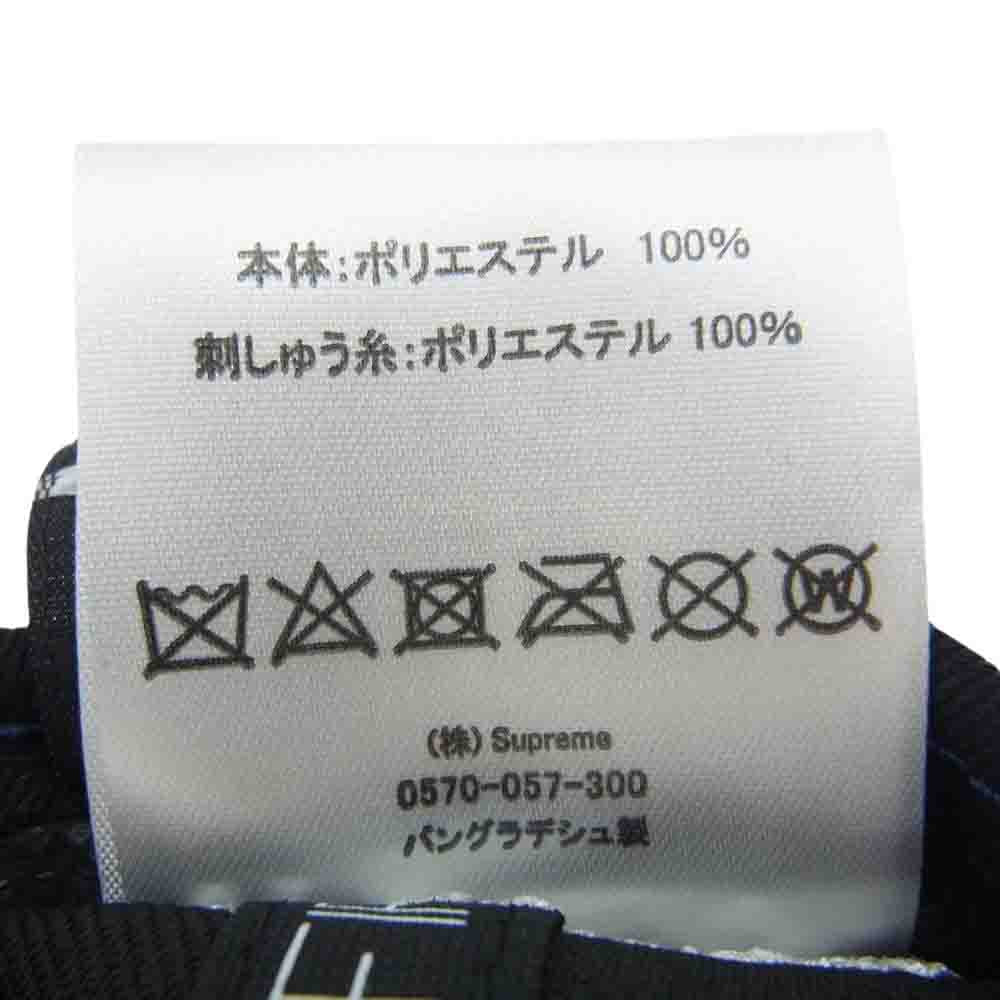 本体:ポリエステル 100%
刺しゅう糸:ポリエステル 100%
W
(株) Supreme
0570-057-300
バングラデシュ製